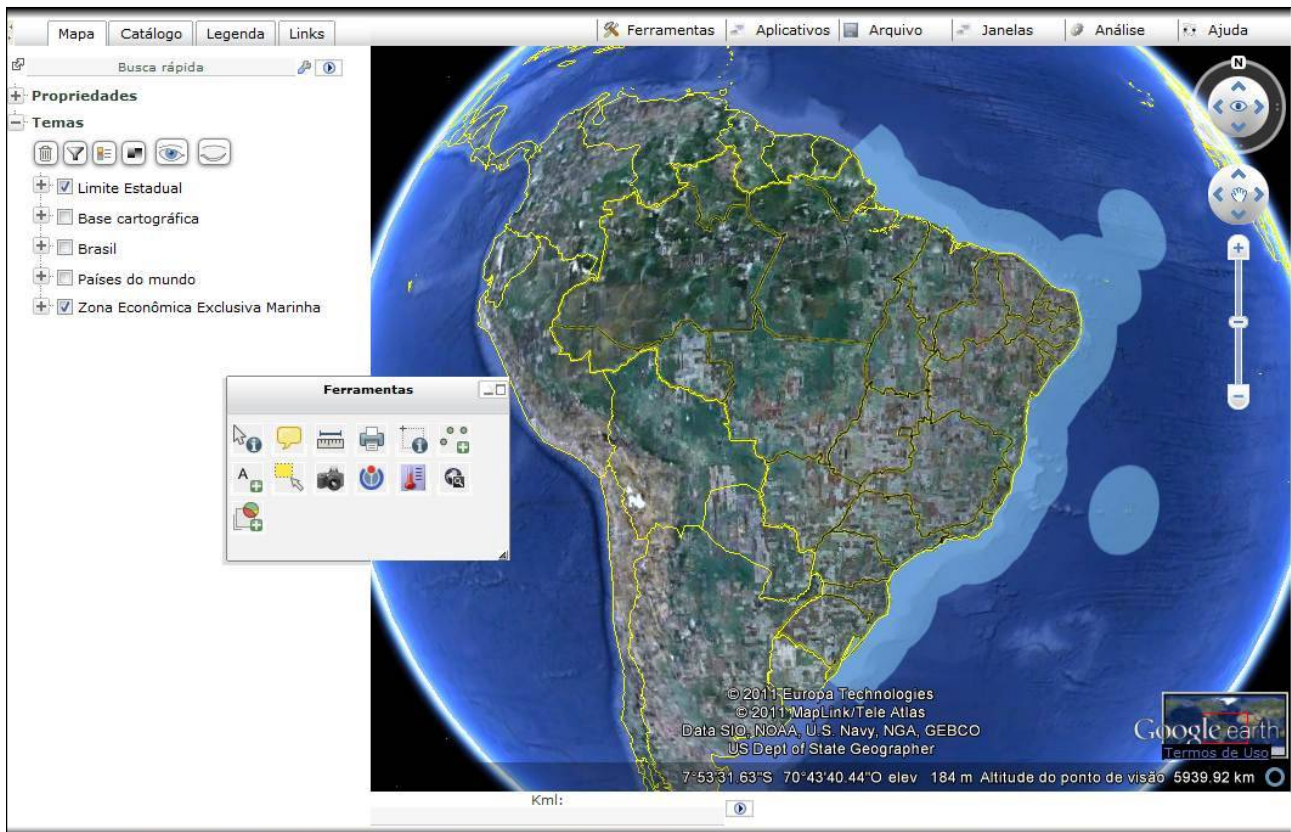 Mapa
Catálogo
Legenda
Links
Ferramentas
Aplicativos
Arquivo
Janelas
Análise
Ajuda
Busca rápida
Propriedades
Temas
Limite Estadual
Base cartográfica
Brasil
Países do mundo
Zona Econômica Exclusiva Marinha
Ferramentas
A
N
© 2011 Europa Technologies
© 2011 MapLink/Tele Atlas
Data SIO, NOAA, U.S. Navy, NGA, GEBCO
US Dept of State Geographer
Google earth
Termos de Uso
7°53'31.63"S 70°43'40.44"O elev 184 m Altitude do ponto de visão 5939.92 km
Kml: